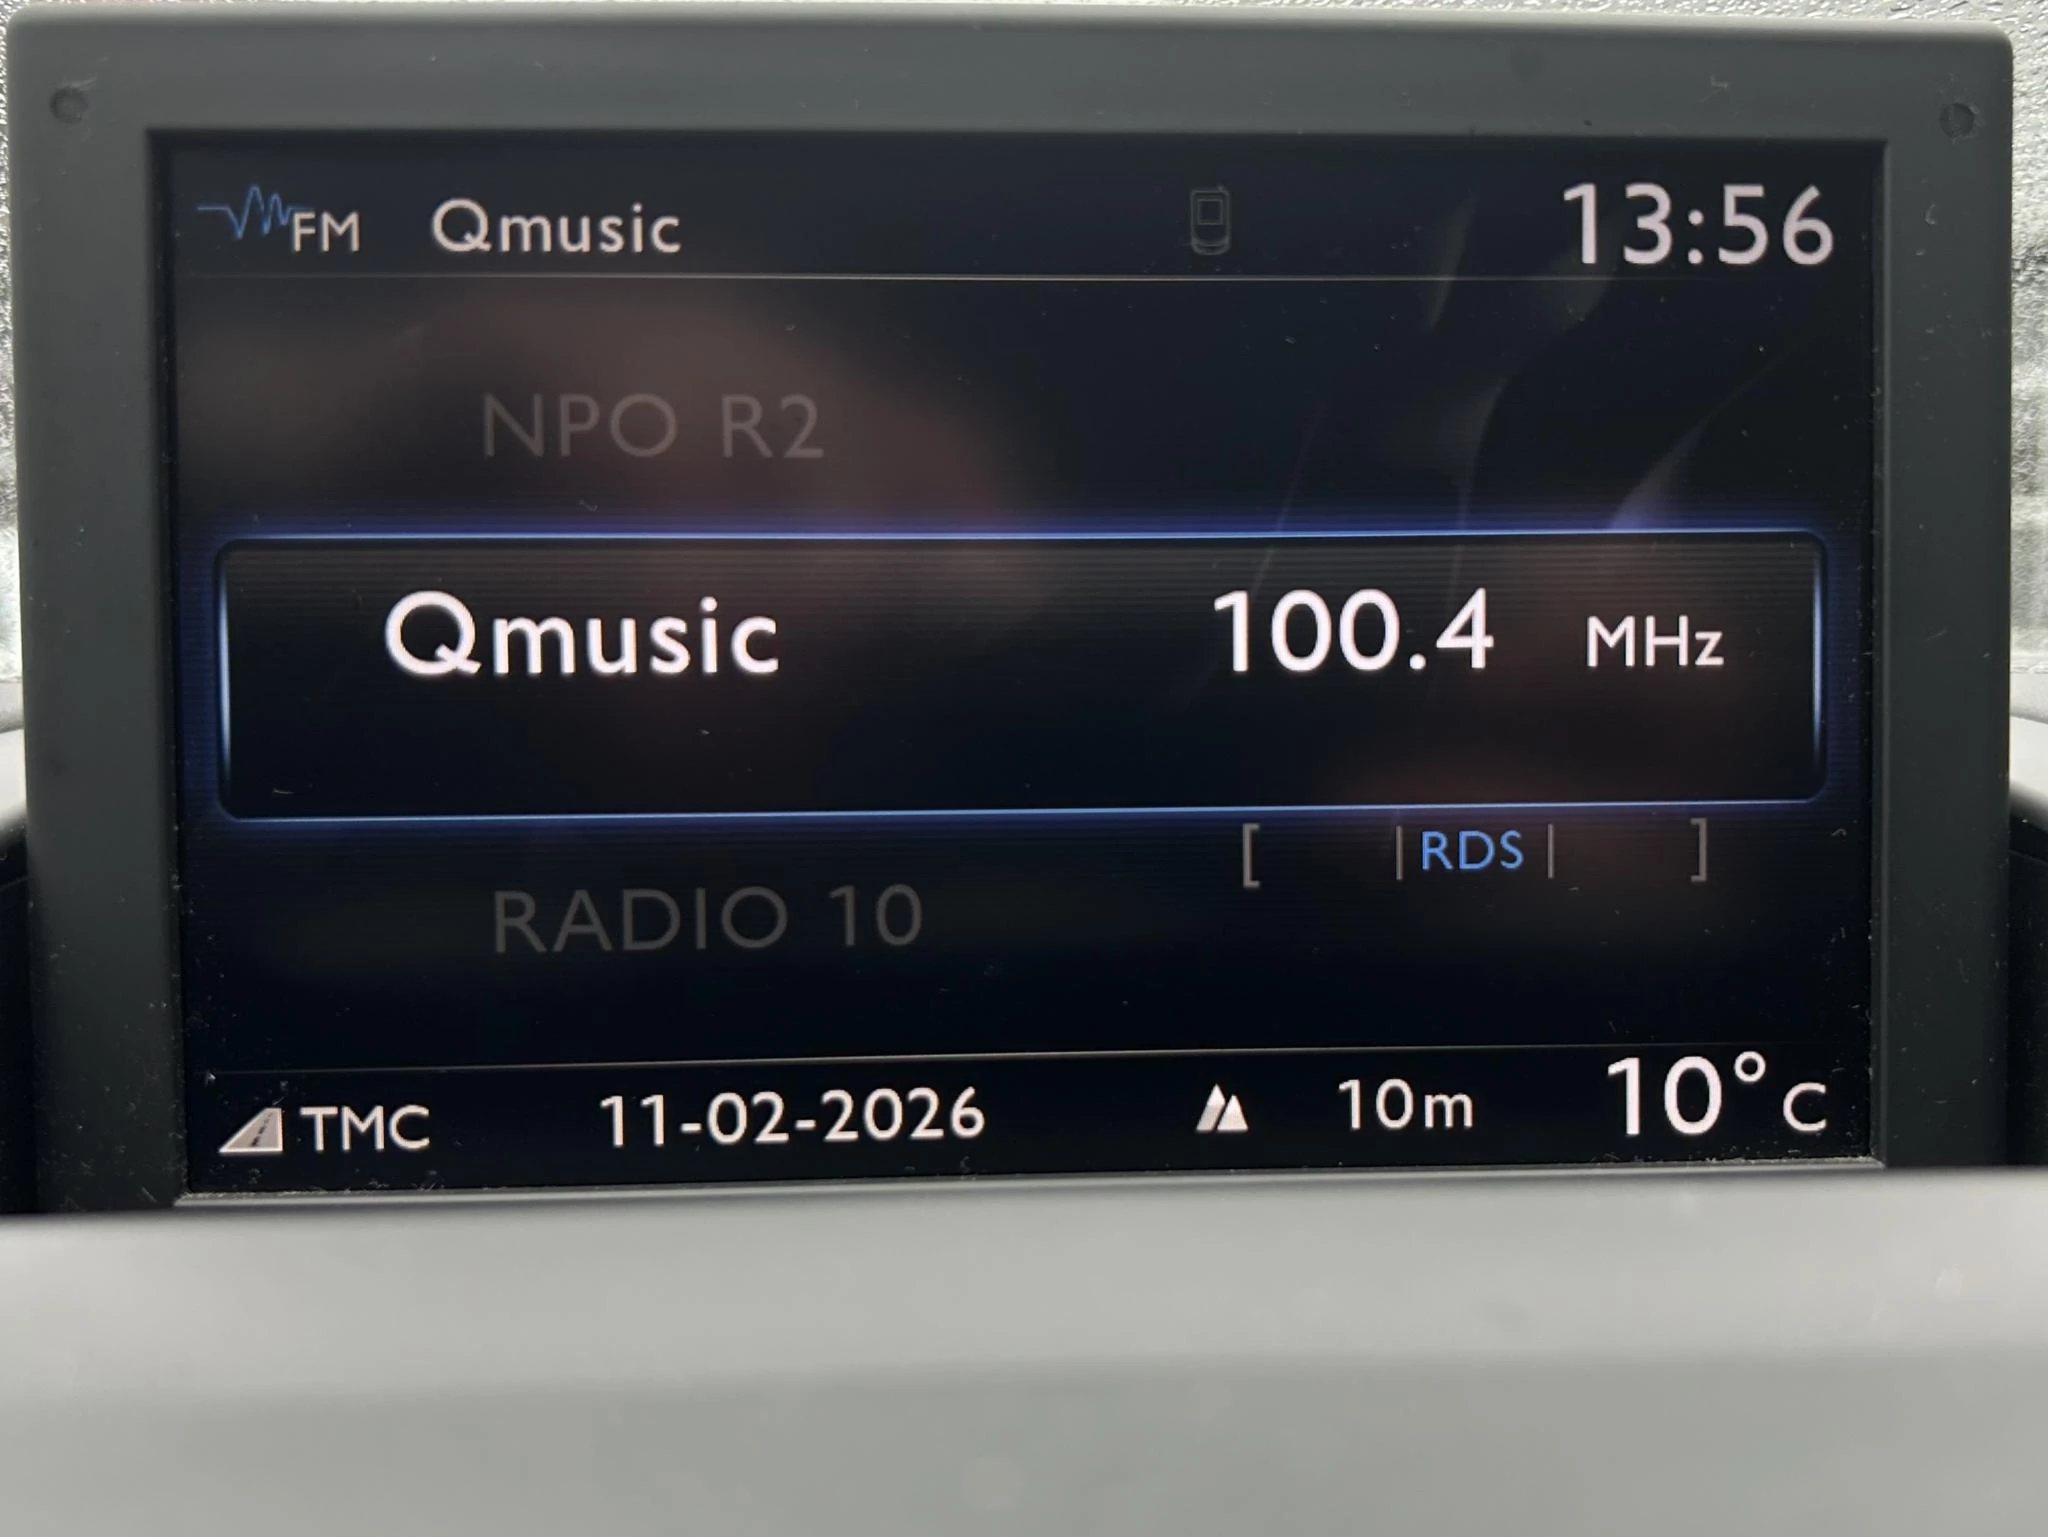 FM Qmusic 13:56
NPO R2
Qmusic 100.4 MHz
[ |RDS| ]
RADIO 10
TMC 11-02-2026 10m 10°C